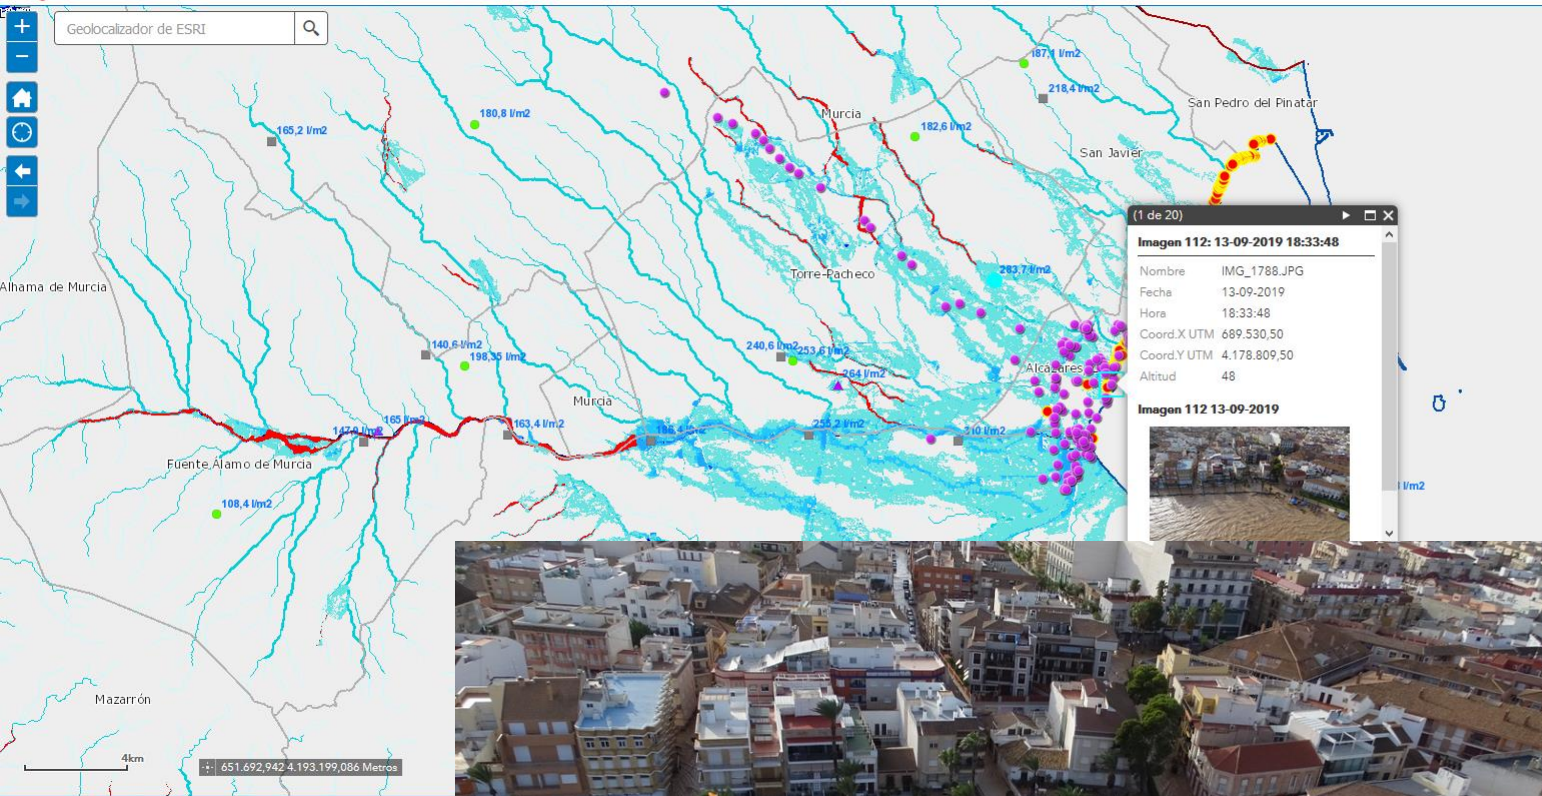 +
Geolocalizador de ESRI
−
187,1 l/m2
180,8 l/m2
218,4 l/m2
San Pedro del Pinatar
Murcia
165,2 l/m2
182,6 l/m2
San Javier
(1 de 20)
Imagen 112: 13-09-2019 18:33:48
Nombre IMG_1788.JPG
Fecha 13-09-2019
Hora 18:33:48
Coord.X UTM 689.530,50
Coord.Y UTM 4.178.809,50
Altitud 48
Imagen 112 13-09-2019
Torre-Pacheco
283,7 l/m2
Alhama de Murcia
140,6 l/m2
198,35 l/m2
240,6 l/m2
253,6 l/m2
264 l/m2
Alcázares
Murcia
165 l/m2
163,4 l/m2
255,2 l/m2
l/m2
Fuente Alamo de Murcia
108,4 l/m2
Mazarrón
4km
651.692,942 4.193.199,086 Metros